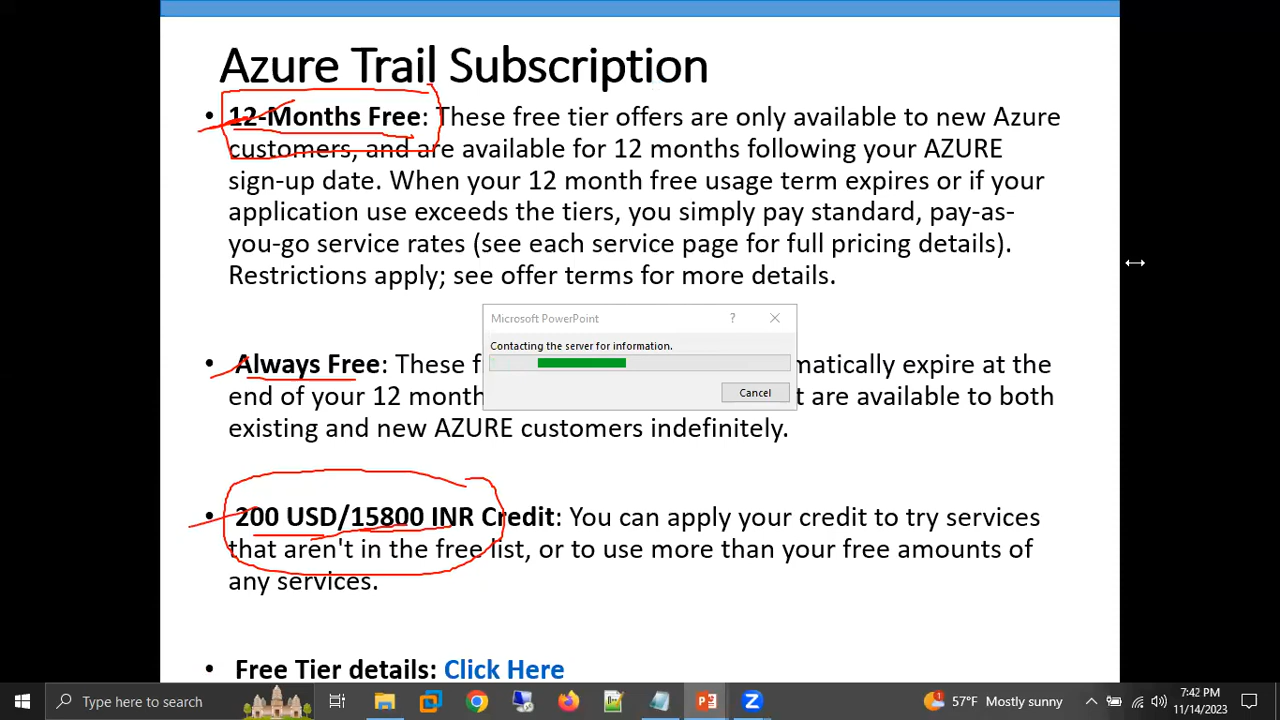 Azure Trail Subscription
• 12-Months Free: These free tier offers are only available to new Azure
customers, and are available for 12 months following your AZURE
sign-up date. When your 12 month free usage term expires or if your
application use exceeds the tiers, you simply pay standard, pay-as-
you-go service rates (see each service page for full pricing details).
Restrictions apply; see offer terms for more details.
Microsoft PowerPoint
?
Contacting the server for information.
Cancel
• Always Free: These f matically expire at the
end of your 12 month t are available to both
existing and new AZURE customers indefinitely.
• 200 USD/15800 INR Credit: You can apply your credit to try services
that aren't in the free list, or to use more than your free amounts of
any services.
• Free Tier details: Click Here
Type here to search
1
57°F Mostly sunny
7:42 PM
11/14/2023